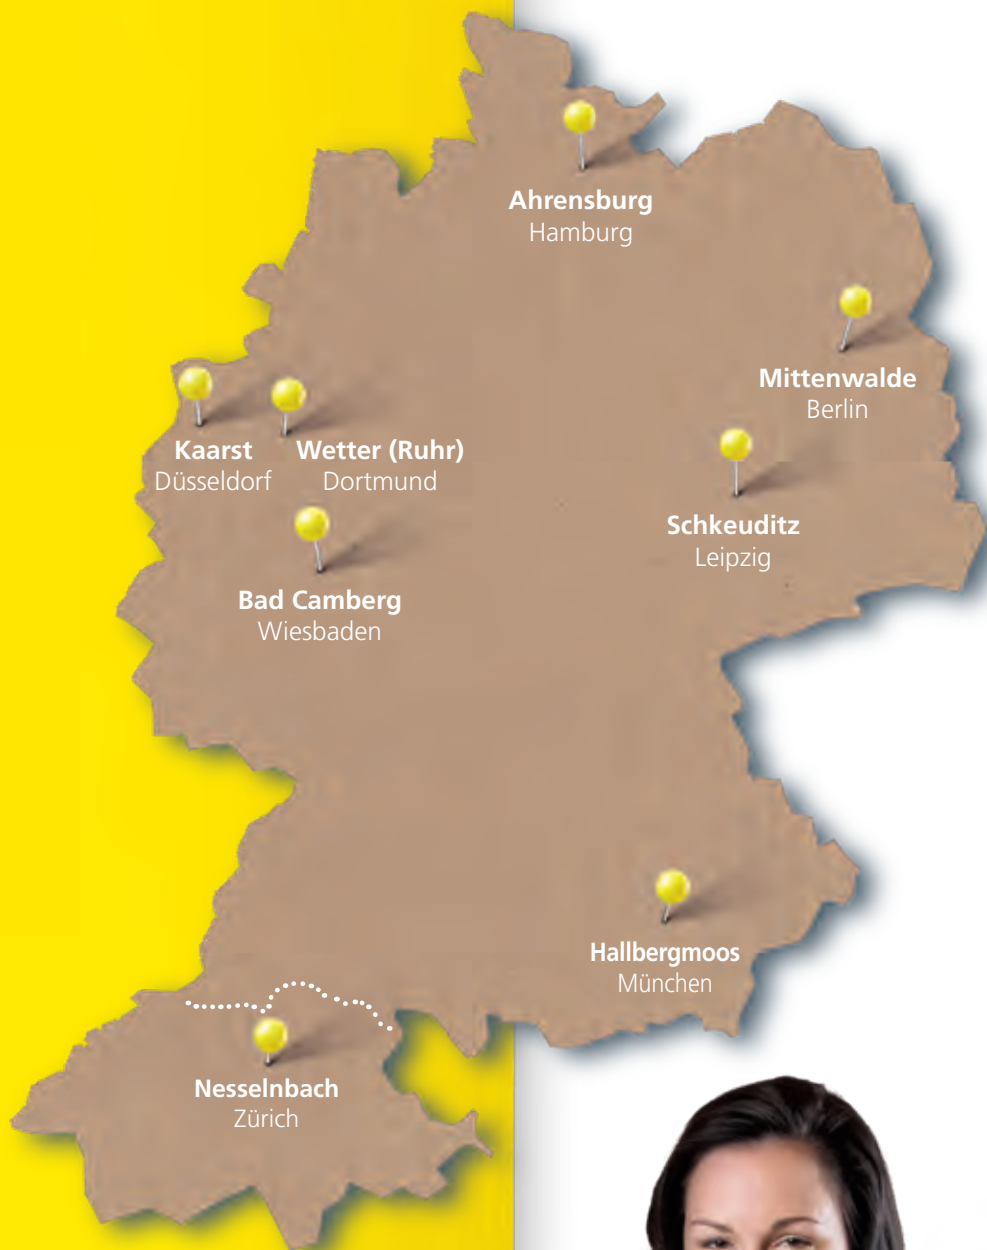 Ahrensburg
Hamburg
Mittenwalde
Berlin
Kaarst
Düsseldorf
Wetter (Ruhr)
Dortmund
Schkeuditz
Leipzig
Bad Camberg
Wiesbaden
Hallbergmoos
München
Nesselnbach
Zürich